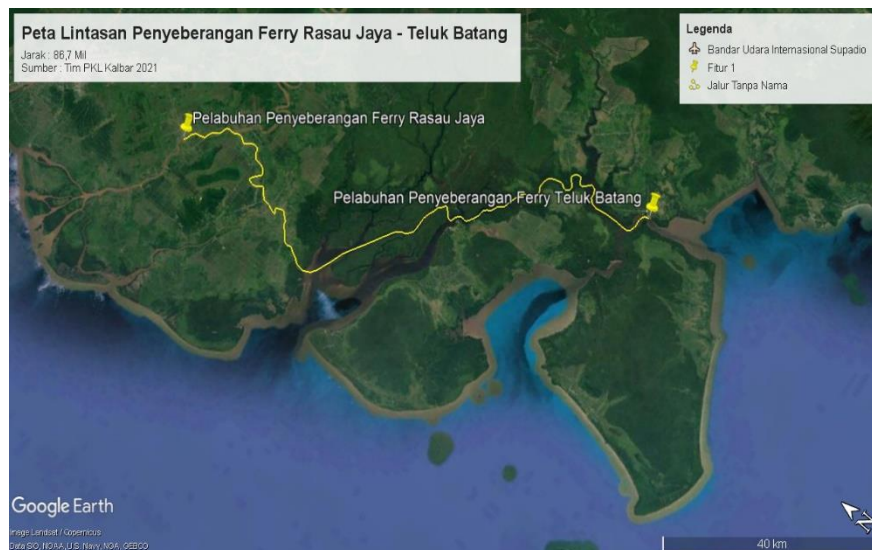 Peta Lintasan Penyeberangan Ferry Rasau Jaya - Teluk Batang
Jarak : 86,7 Mil
Sumber : Tim PKL Kalbar 2021
Legenda
Bandar Udara Internasional Supadio
Fitur 1
Jalur Tanpa Nama
Pelabuhan Penyeberangan Ferry Rasau Jaya
Pelabuhan Penyeberangan Ferry Teluk Batang
Google Earth
Image Landsat / Copernicus
Data SIO, NOAA, U.S. Navy, NGA, GEBCO
N
40 km